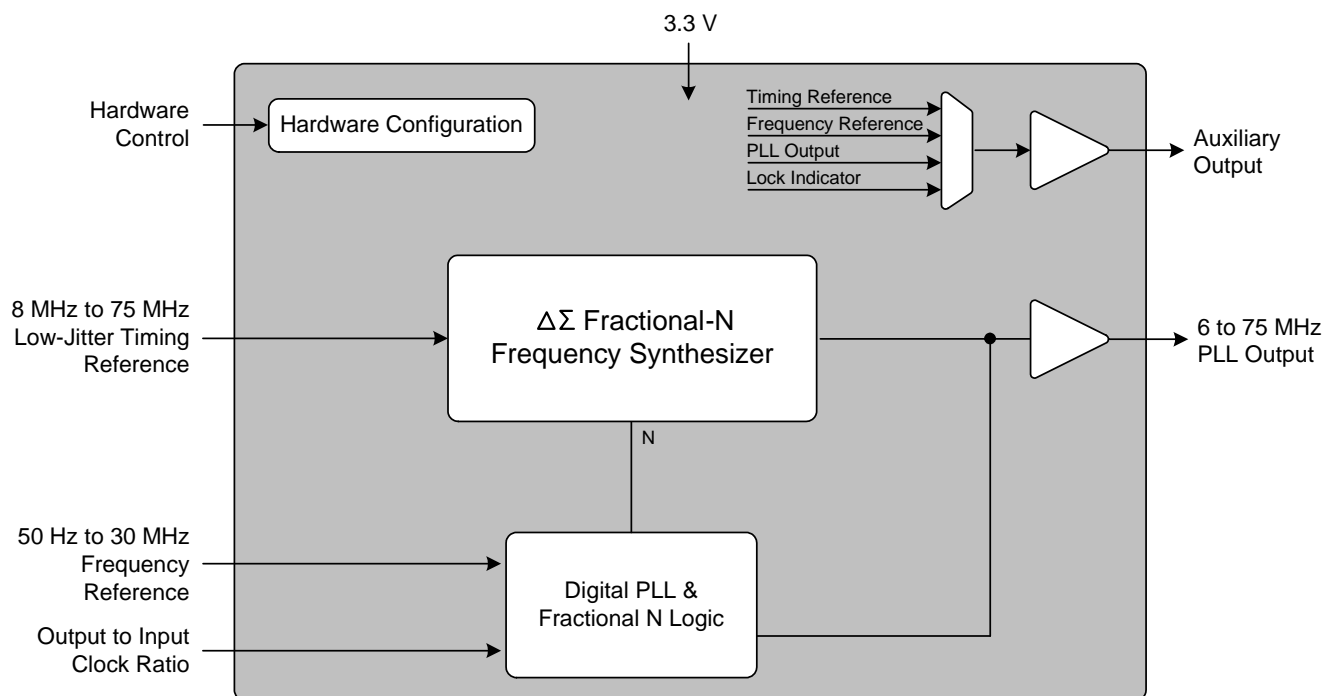 3.3 V
Hardware
Control
Hardware Configuration
Timing Reference
Frequency Reference
PLL Output
Lock Indicator
Auxiliary
Output
8 MHz to 75 MHz
Low-Jitter Timing
Reference
ΔΣ Fractional-N
Frequency Synthesizer
6 to 75 MHz
PLL Output
N
50 Hz to 30 MHz
Frequency
Reference
Digital PLL &
Fractional N Logic
Output to Input
Clock Ratio